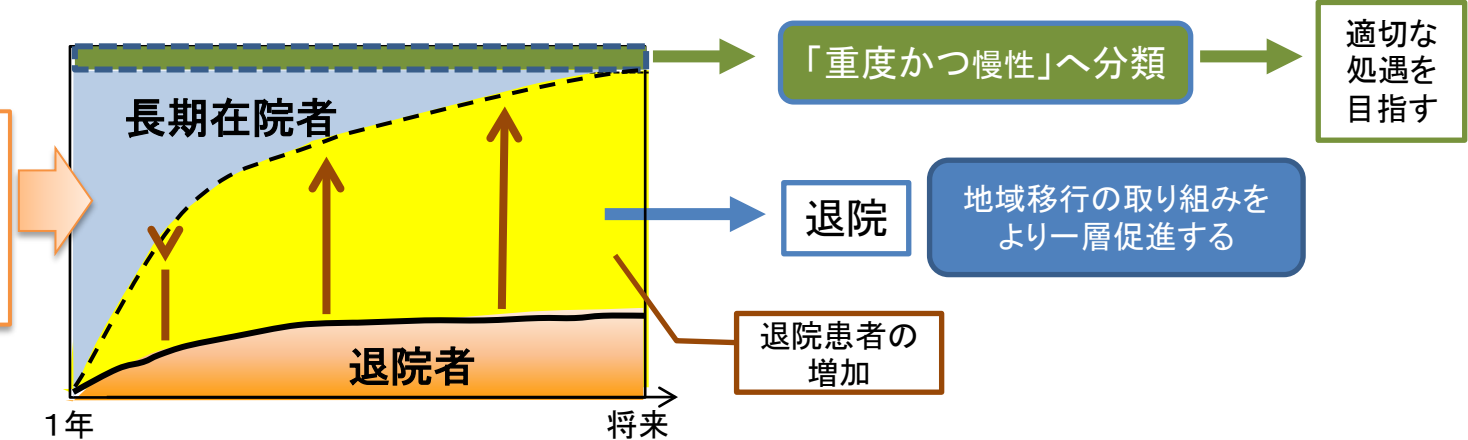 長期在院者
「重度かつ慢性」へ分類
適切な
処遇を
目指す
退院
地域移行の取り組みを
より一層促進する
退院患者の
増加
退院者
1年
将来